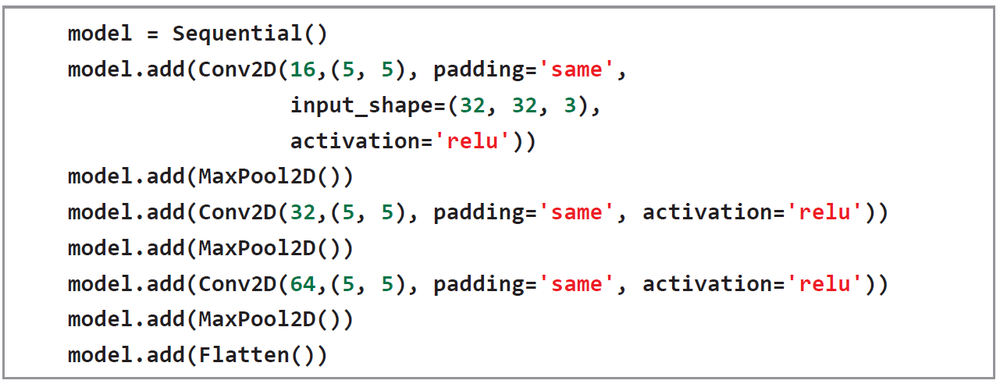 model = Sequential()
model.add(Conv2D(16,(5, 5), padding='same',
                 input_shape=(32, 32, 3),
                 activation='relu'))
model.add(MaxPool2D())
model.add(Conv2D(32,(5, 5), padding='same', activation='relu'))
model.add(MaxPool2D())
model.add(Conv2D(64,(5, 5), padding='same', activation='relu'))
model.add(MaxPool2D())
model.add(Flatten())